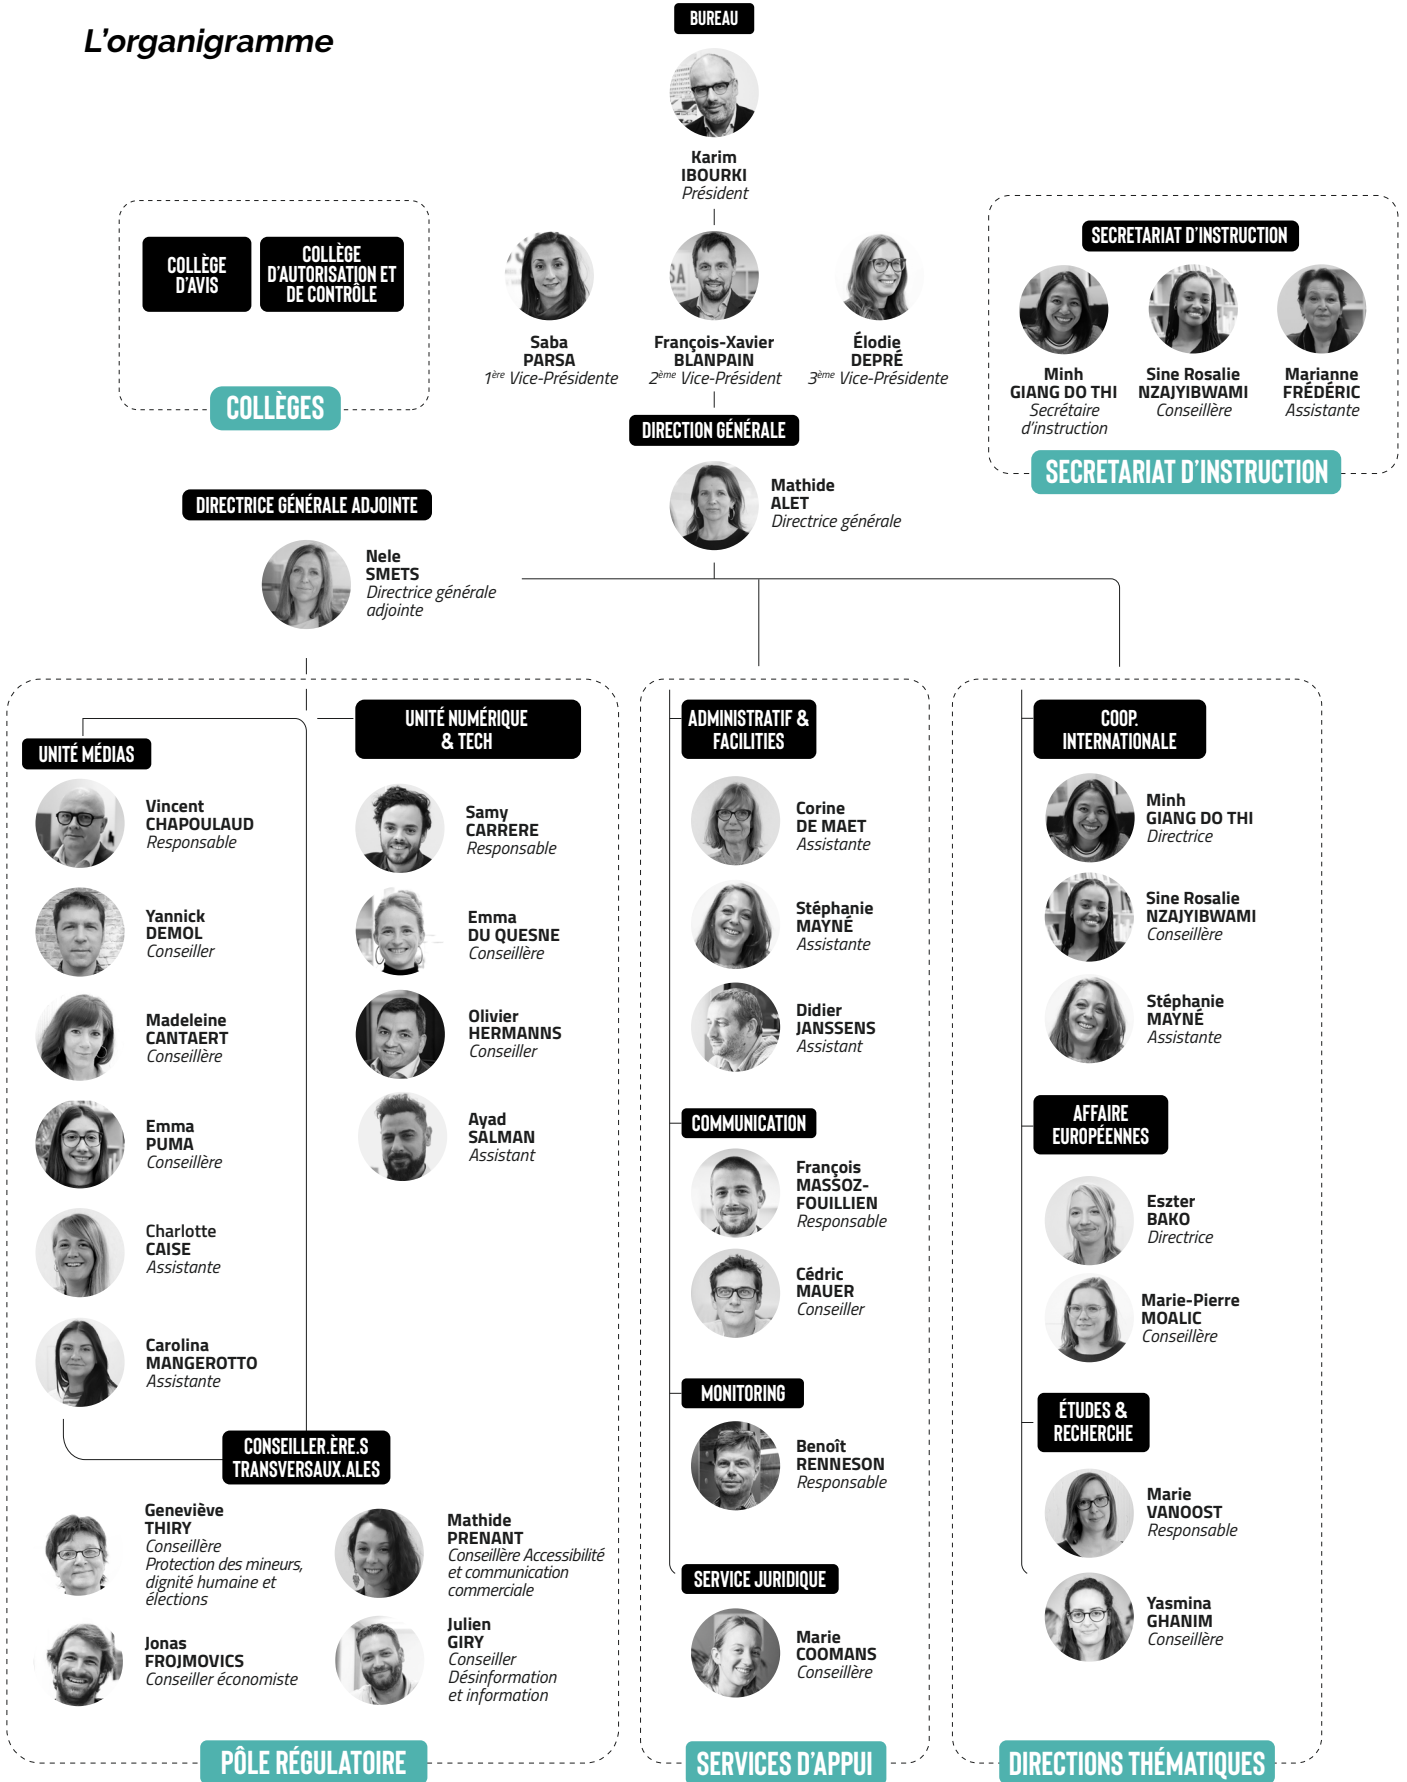 L'organigramme
BUREAU
Karim
IBOURKI
Président
Saba
PARSA
1ère Vice-Présidente
François-Xavier
BLANPAIN
2ème Vice-Président
Élodie
DEPRÉ
3ème Vice-Présidente
COLLÈGE
D'AVIS
COLLÈGE
D'AUTORISATION ET
DE CONTRÔLE
COLLÈGES
SECRETARIAT D'INSTRUCTION
Minh
GIANG DO THI
Secrétaire
d'instruction
Sine Rosalie
NZAJYIBWAMI
Conseillère
Marianne
FRÉDÉRIC
Assistante
SECRETARIAT D'INSTRUCTION
DIRECTION GÉNÉRALE
Mathide
ALET
Directrice générale
DIRECTRICE GÉNÉRALE ADJOINTE
Nele
SMETS
Directrice générale
adjointe
UNITÉ MÉDIAS
Vincent
CHAPOULAUD
Responsable
Yannick
DEMOL
Conseiller
Madeleine
CANTAERT
Conseillère
Emma
PUMA
Conseillère
Charlotte
CAISE
Assistante
Carolina
MANGEROTTO
Assistante
UNITÉ NUMÉRIQUE
& TECH
Samy
CARRERE
Responsable
Emma
DU QUESNE
Conseillère
Olivier
HERMANNS
Conseiller
Ayad
SALMAN
Assistant
CONSEILLER.ÈRE.S
TRANSVERSAUX.ALES
Geneviève
THIRY
Conseillère
Protection des mineurs,
dignité humaine et
élections
Mathide
PRENANT
Conseillère Accessibilité
et communication
commerciale
Jonas
FROJMOVICS
Conseiller économiste
Julien
GIRY
Conseiller
Désinformation
et information
PÔLE RÉGULATOIRE
ADMINISTRATIF &
FACILITIES
Corine
DE MAET
Assistante
Stéphanie
MAYNÉ
Assistante
Didier
JANSSENS
Assistant
COMMUNICATION
François
MASSOZ-
FOUILLIEN
Responsable
Cédric
MAUER
Conseiller
MONITORING
Benoît
RENNESON
Responsable
SERVICE JURIDIQUE
Marie
COOMANS
Conseillère
SERVICES D'APPUI
COOP.
INTERNATIONALE
Minh
GIANG DO THI
Directrice
Sine Rosalie
NZAJYIBWAMI
Conseillère
Stéphanie
MAYNÉ
Assistante
AFFAIRE
EUROPÉENNES
Eszter
BAKO
Directrice
Marie-Pierre
MOALIC
Conseillère
ÉTUDES &
RECHERCHE
Marie
VANOOST
Responsable
Yasmina
GHANIM
Conseillère
DIRECTIONS THÉMATIQUES